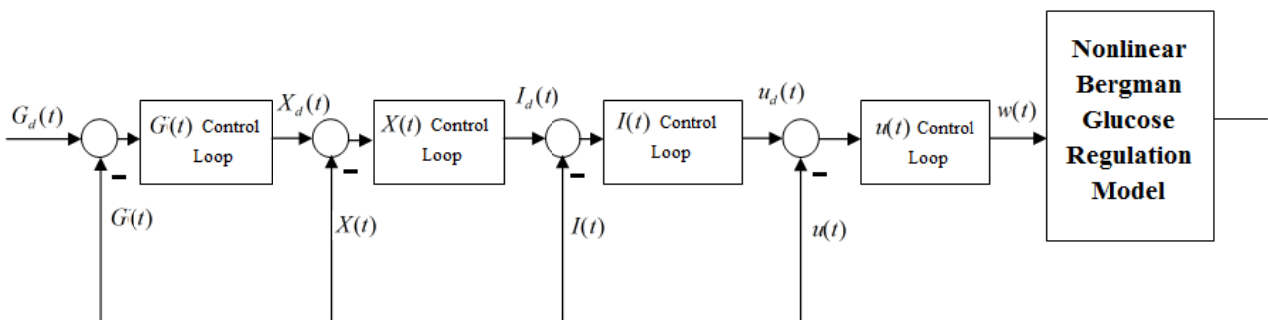 G_d(t)
G(t) Control
Loop
X_d(t)
X(t) Control
Loop
I_d(t)
I(t) Control
Loop
u_d(t)
u(t) Control
Loop
w(t)
Nonlinear
Bergman
Glucose
Regulation
Model
-
G(t)
-
X(t)
-
I(t)
-
u(t)